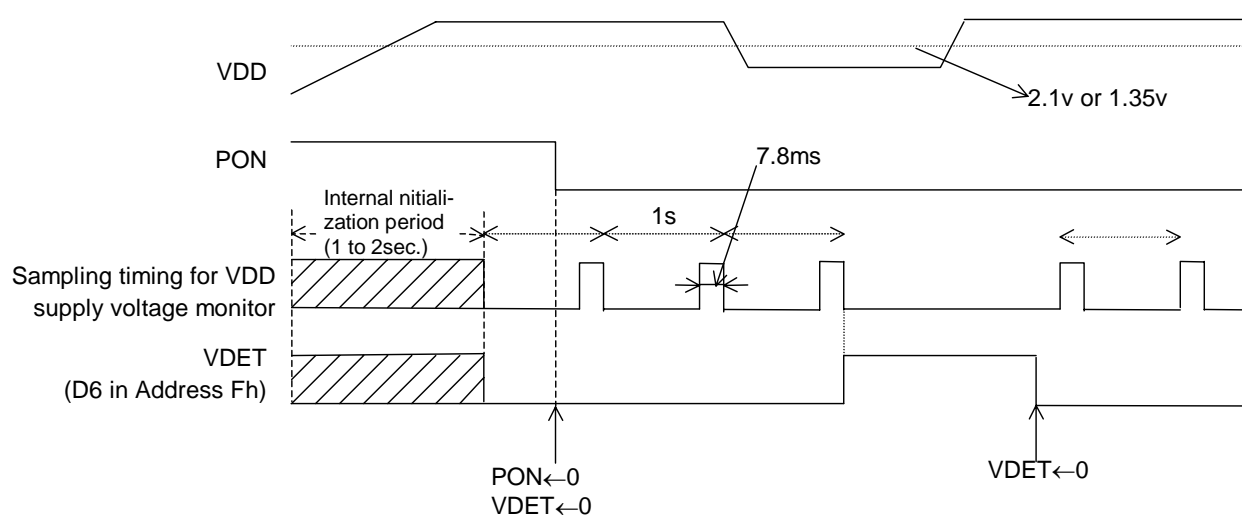 VDD
2.1v or 1.35v
PON
7.8ms
Internal nitiali-
zation period
(1 to 2sec.)
1s
Sampling timing for VDD
supply voltage monitor
VDET
(D6 in Address Fh)
PON←0
VDET←0
VDET←0